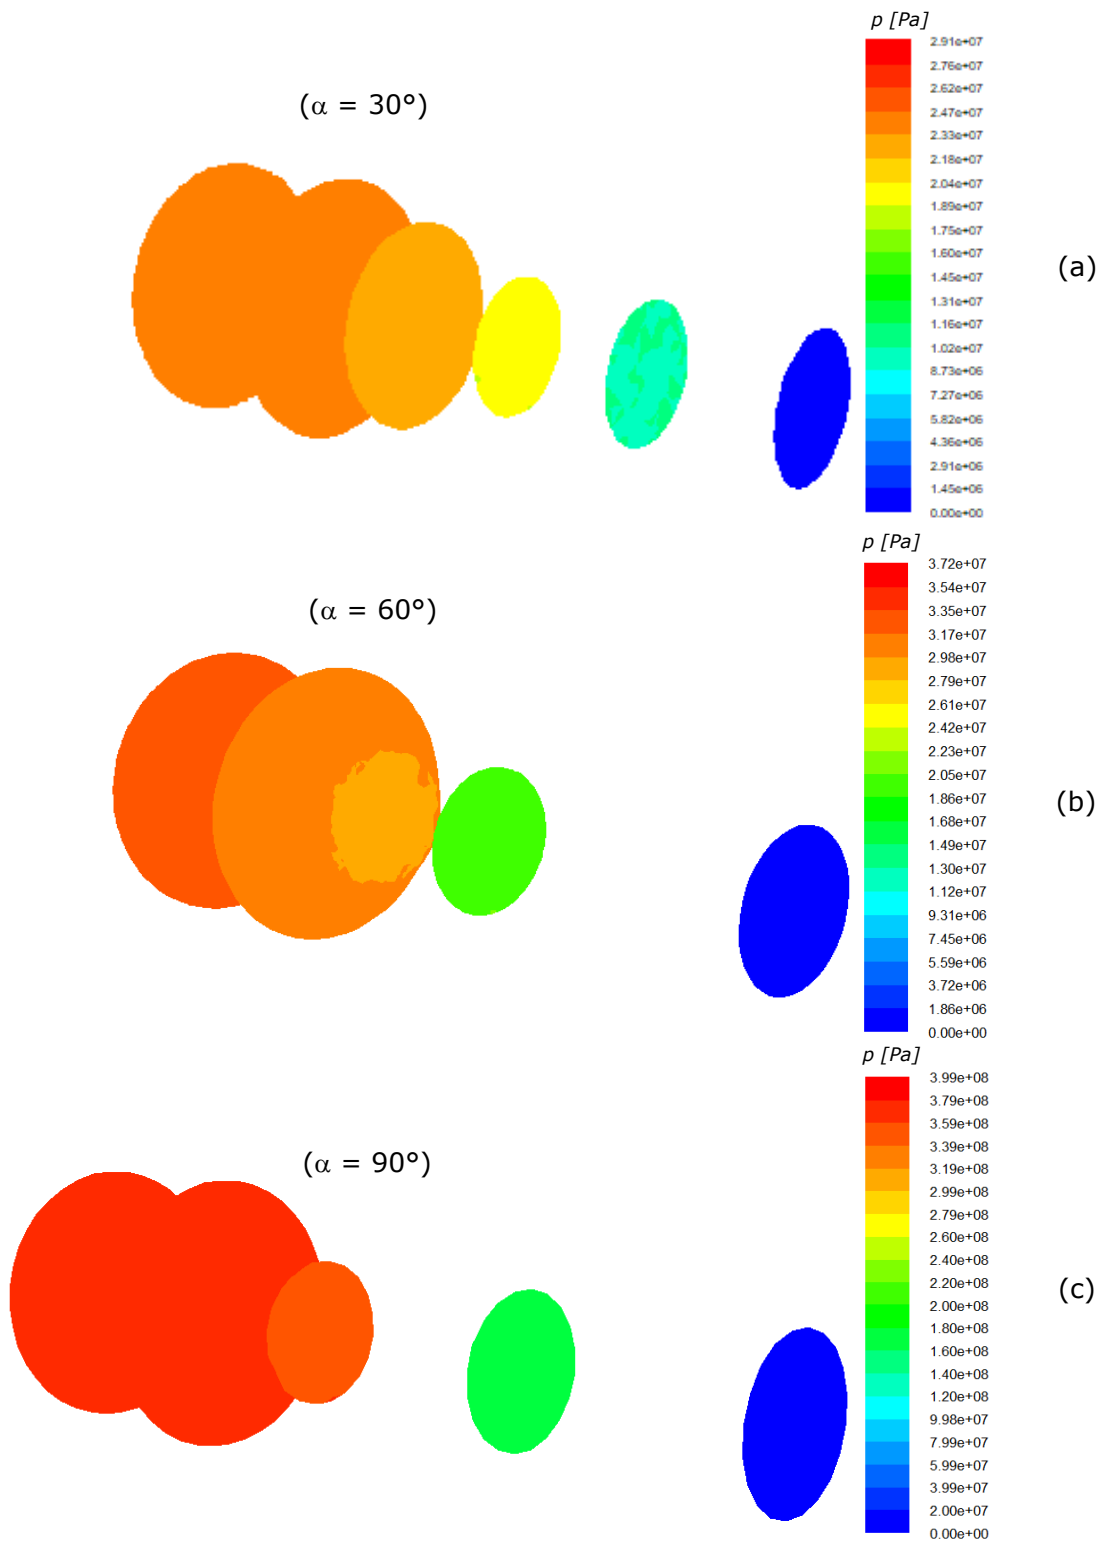 p [Pa]
2.91e+07
2.76e+07
2.62e+07
2.47e+07
2.33e+07
2.18e+07
2.04e+07
1.89e+07
1.75e+07
1.60e+07
1.45e+07
1.31e+07
1.16e+07
1.02e+07
8.73e+06
7.27e+06
5.82e+06
4.36e+06
2.91e+06
1.45e+06
0.00e+00
(α = 30°)
(a)
p [Pa]
3.72e+07
3.54e+07
3.35e+07
3.17e+07
2.98e+07
2.79e+07
2.61e+07
2.42e+07
2.23e+07
2.05e+07
1.86e+07
1.68e+07
1.49e+07
1.30e+07
1.12e+07
9.31e+06
7.45e+06
5.59e+06
3.72e+06
1.86e+06
0.00e+00
(α = 60°)
(b)
p [Pa]
3.99e+08
3.79e+08
3.59e+08
3.39e+08
3.19e+08
2.99e+08
2.79e+08
2.60e+08
2.40e+08
2.20e+08
2.00e+08
1.80e+08
1.60e+08
1.40e+08
1.20e+08
9.98e+07
7.99e+07
5.99e+07
3.99e+07
2.00e+07
0.00e+00
(α = 90°)
(c)